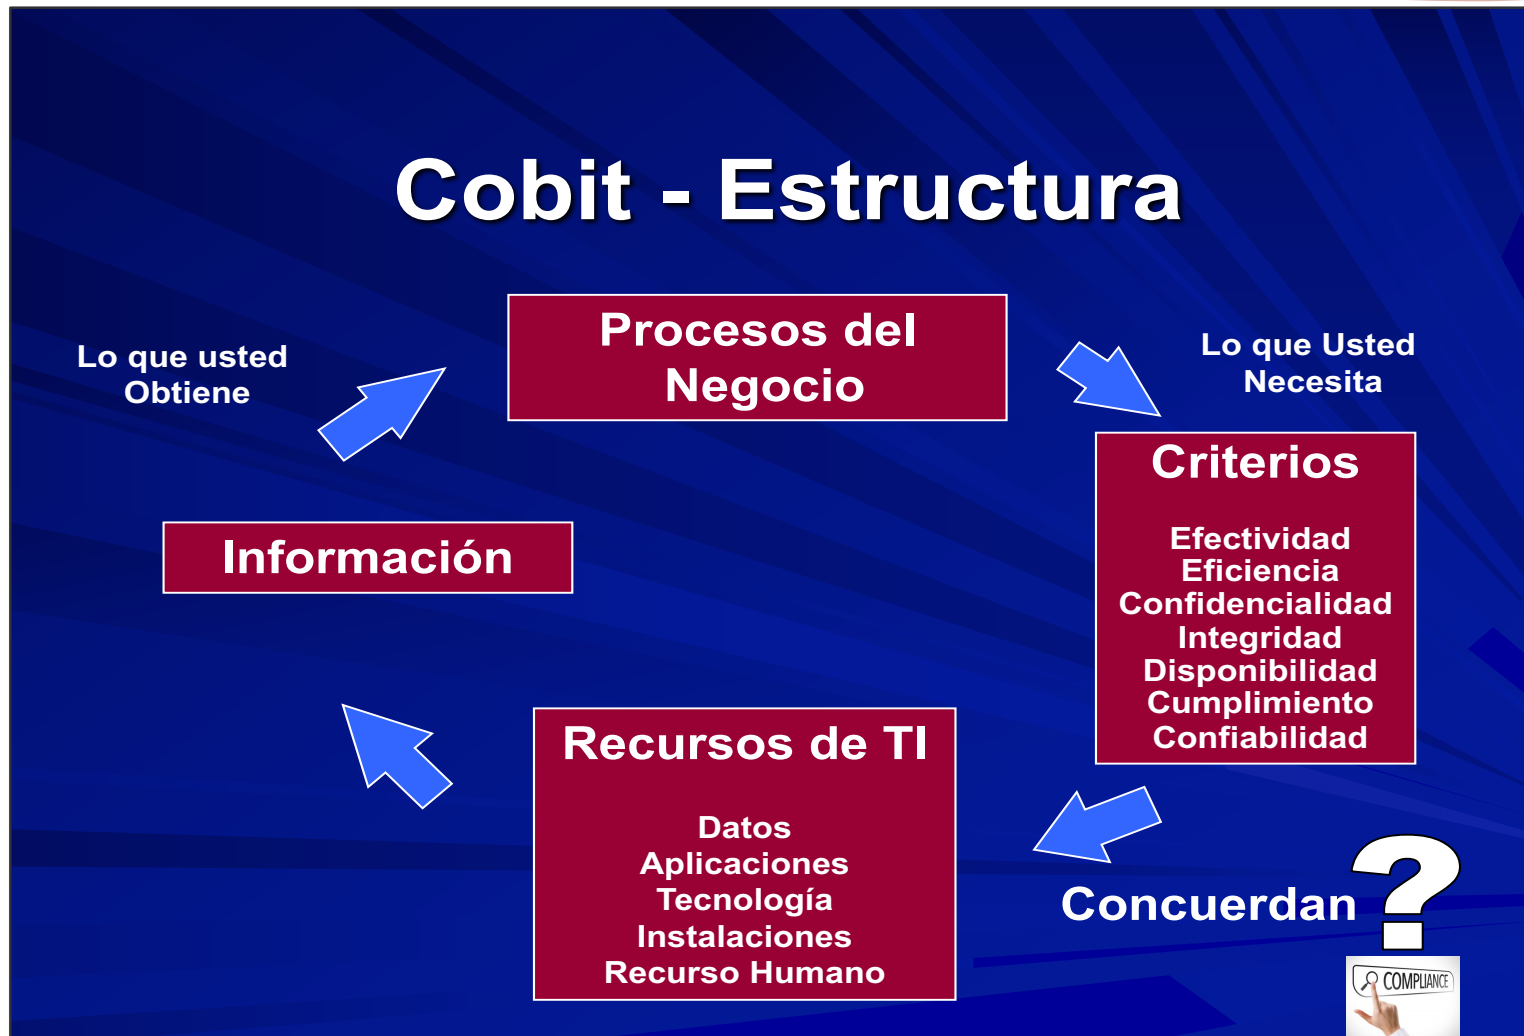 Cobit - Estructura
Procesos del
Negocio
Lo que usted
Obtiene
Lo que Usted
Necesita
Criterios
Efectividad
Eficiencia
Confidencialidad
Integridad
Disponibilidad
Cumplimiento
Confiabilidad
Información
Recursos de TI
Datos
Aplicaciones
Tecnología
Instalaciones
Recurso Humano
Concuerdan ?
COMPLIANCE